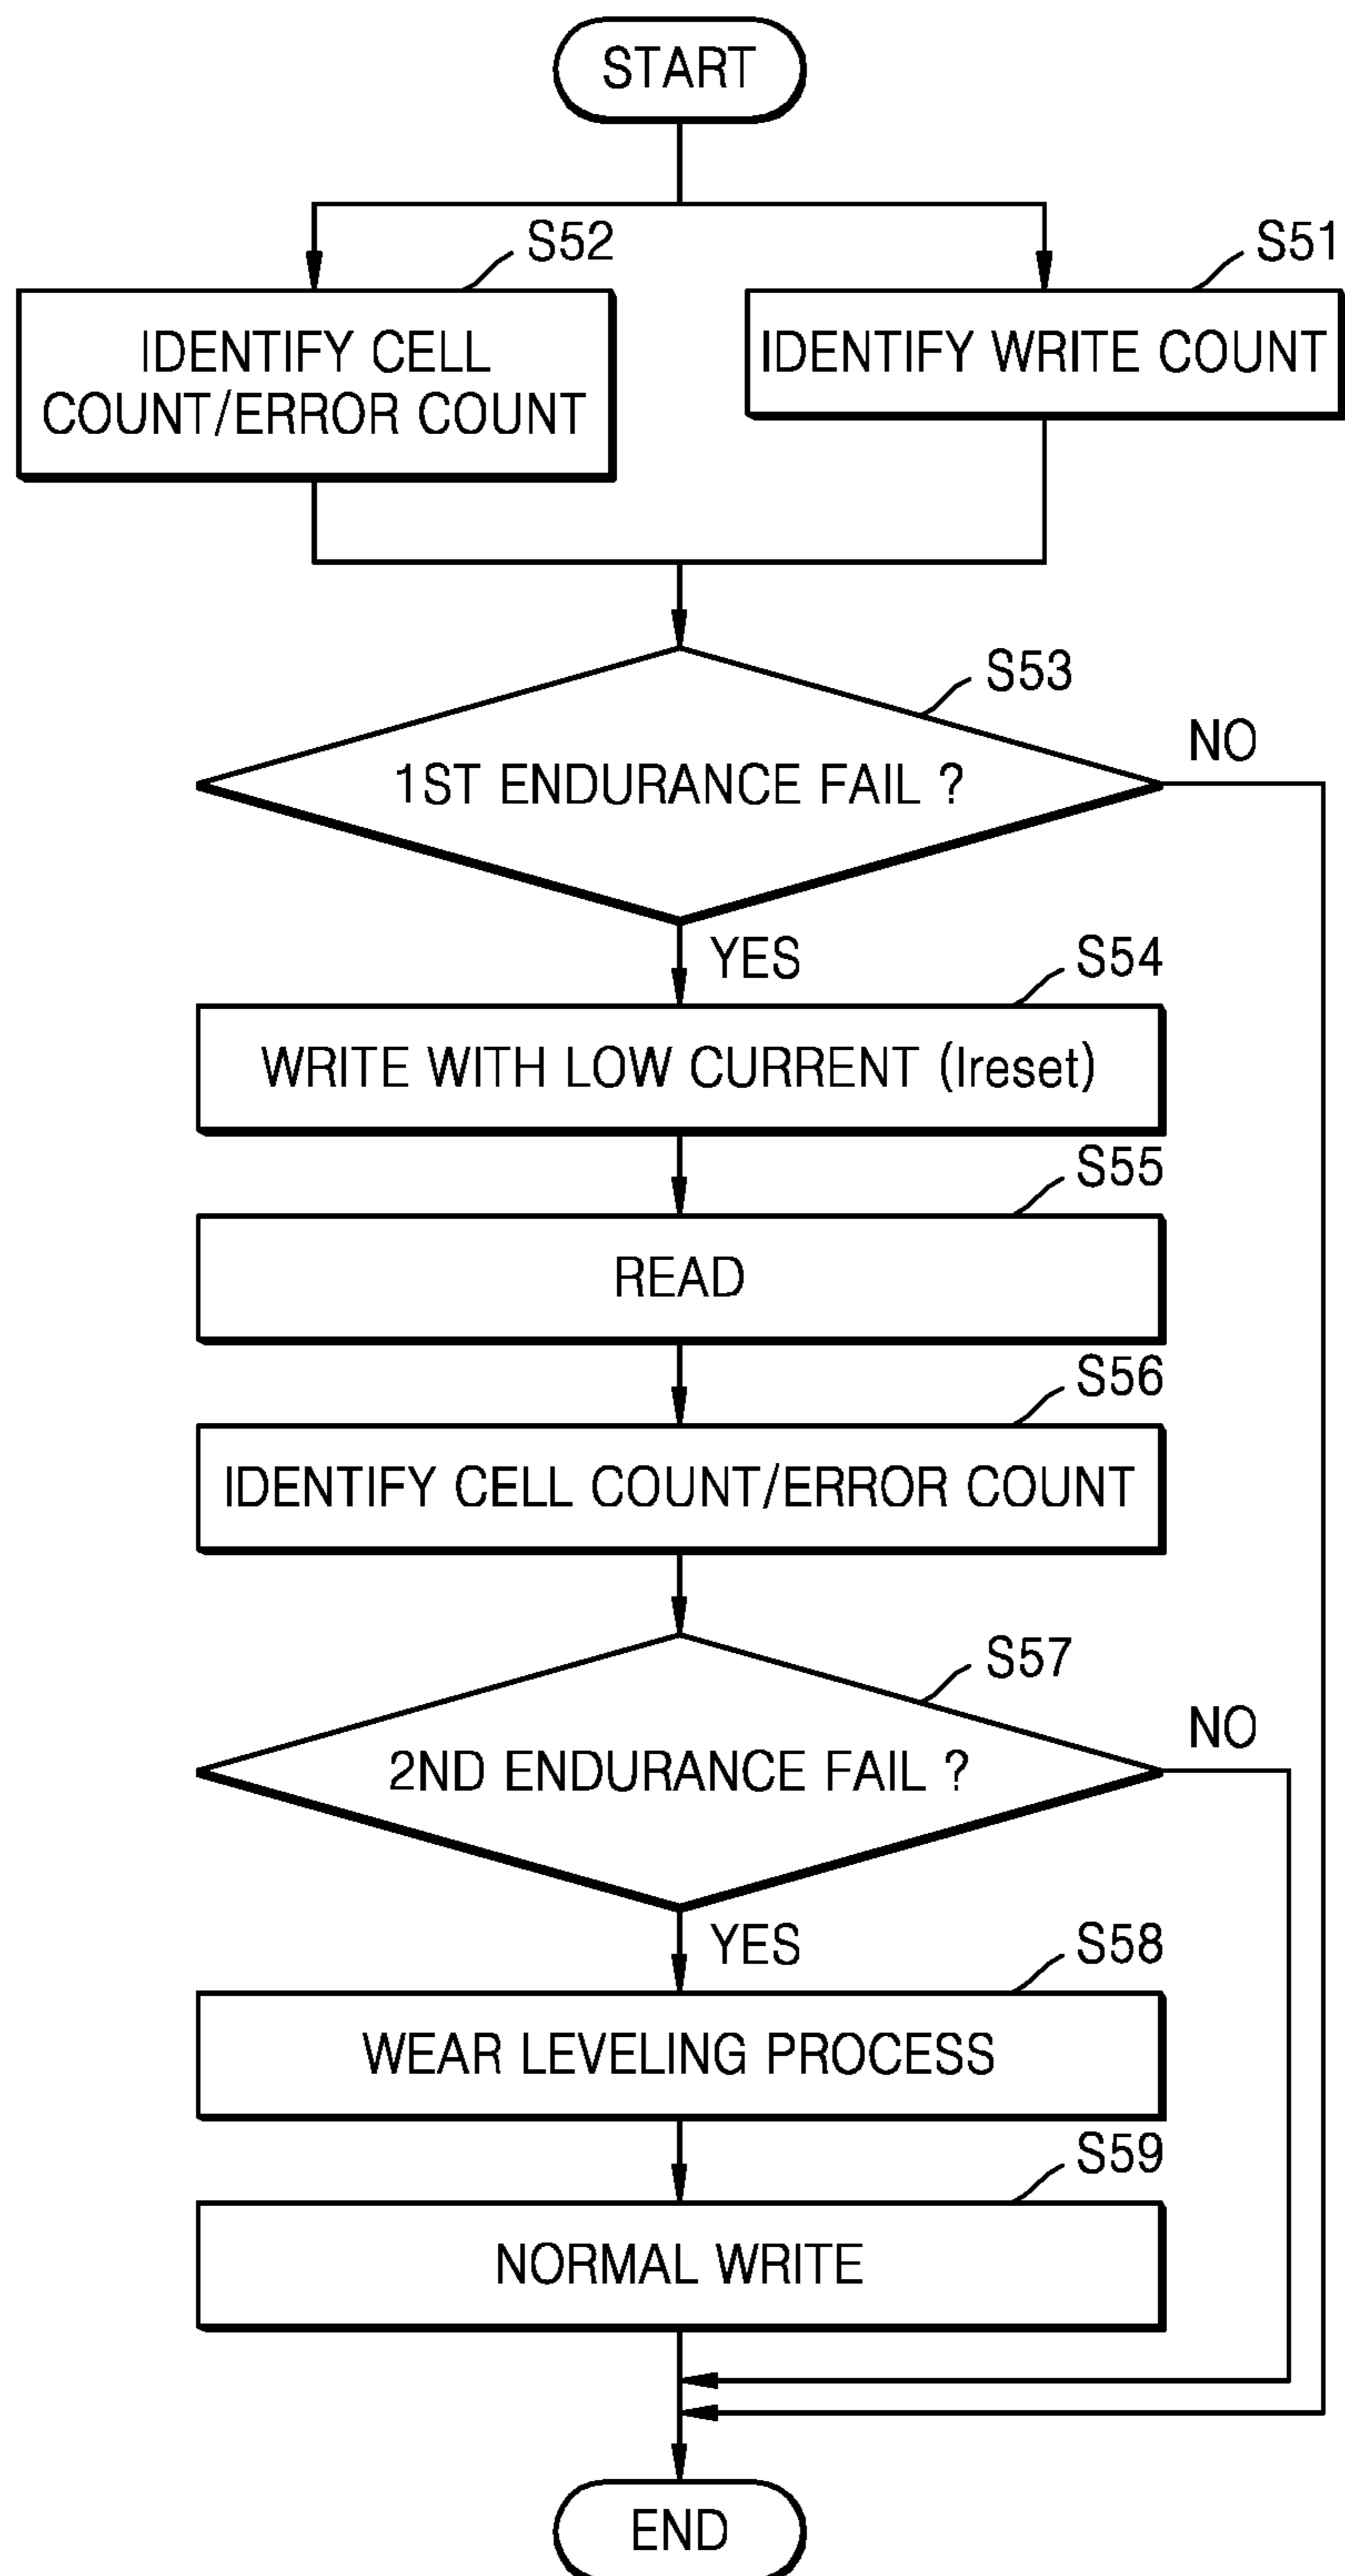 START
S52
S51
IDENTIFY CELL
COUNT/ERROR COUNT
IDENTIFY WRITE COUNT
S53
NO
1ST ENDURANCE FAIL ?
YES
S54
WRITE WITH LOW CURRENT (Ireset)
S55
READ
S56
IDENTIFY CELL COUNT/ERROR COUNT
S57
NO
2ND ENDURANCE FAIL ?
YES
S58
WEAR LEVELING PROCESS
S59
NORMAL WRITE
END